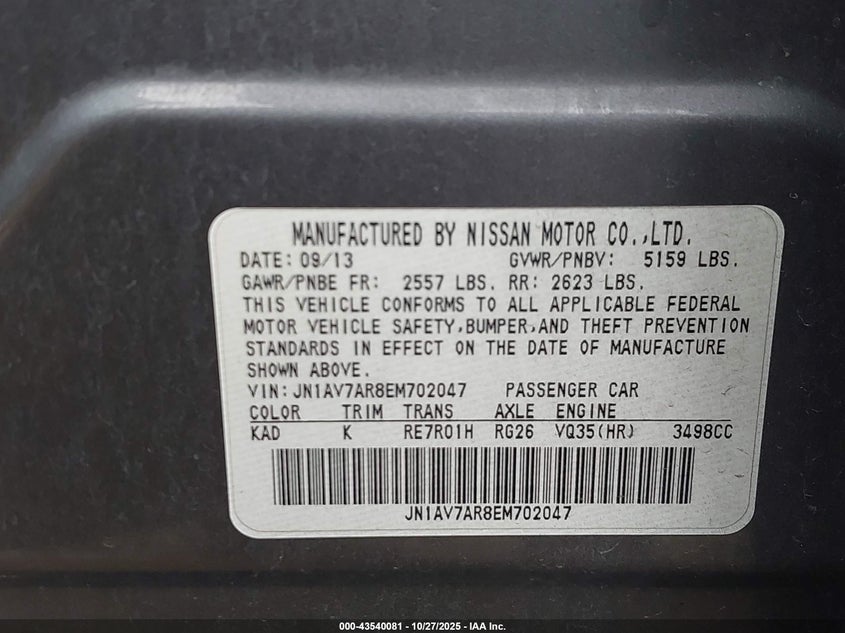 MANUFACTURED BY NISSAN MOTOR CO.,LTD.
DATE: 09/13 GVWR/PNBV: 5159 LBS.
GAWR/PNBE FR: 2557 LBS. RR: 2623 LBS.
THIS VEHICLE CONFORMS TO ALL APPLICABLE FEDERAL
MOTOR VEHICLE SAFETY,BUMPER,AND THEFT PREVENTION
STANDARDS IN EFFECT ON THE DATE OF MANUFACTURE
SHOWN ABOVE.
VIN:JN1AV7AR8EM702047 PASSENGER CAR
COLOR TRIM TRANS AXLE ENGINE
KAD K RE7R01H RG26 VQ35(HR) 3498CC
JN1AV7AR8EM702047
000-43540081 - 10/27/2025 - IAA Inc.